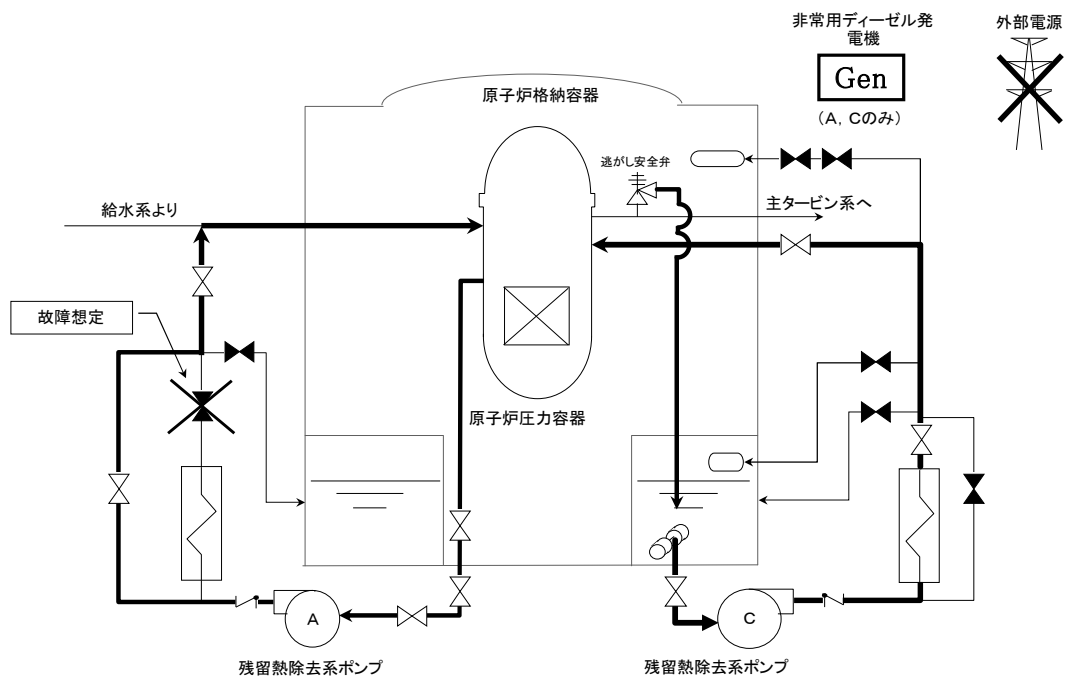 非常用ディーゼル発
電機
外部電源
Gen
(A, Cのみ)
原子炉格納容器
逃がし安全弁
給水系より
主タービン系へ
故障想定
原子炉圧力容器
A
C
残留熱除去系ポンプ
残留熱除去系ポンプ